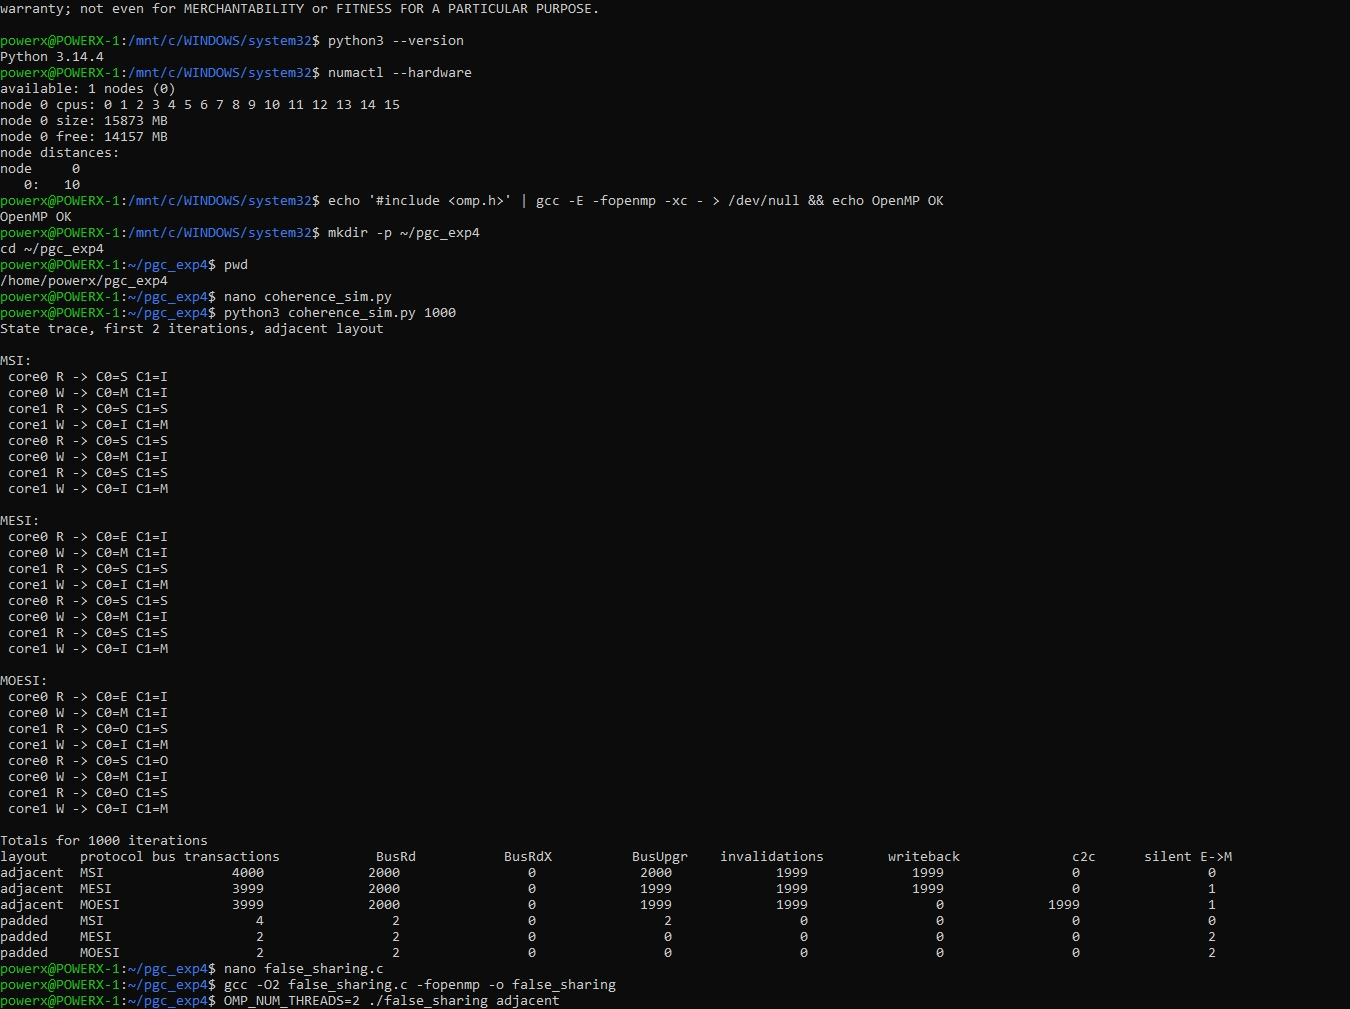 warranty; not even for MERCHANTABILITY or FITNESS FOR A PARTICULAR PURPOSE.
powerx@POWERX-1:/mnt/c/WINDOWS/system32$ python3 --version
Python 3.14.4
powerx@POWERX-1:/mnt/c/WINDOWS/system32$ numactl --hardware
available: 1 nodes (0)
node 0 cpus: 0 1 2 3 4 5 6 7 8 9 10 11 12 13 14 15
node 0 size: 15873 MB
node 0 free: 14157 MB
node distances:
node     0
   0:   10
powerx@POWERX-1:/mnt/c/WINDOWS/system32$ echo '#include <omp.h>' | gcc -E -fopenmp -xc - > /dev/null && echo OpenMP OK
OpenMP OK
powerx@POWERX-1:/mnt/c/WINDOWS/system32$ mkdir -p ~/pgc_exp4
cd ~/pgc_exp4
powerx@POWERX-1:~/pgc_exp4$ pwd
/home/powerx/pgc_exp4
powerx@POWERX-1:~/pgc_exp4$ nano coherence_sim.py
powerx@POWERX-1:~/pgc_exp4$ python3 coherence_sim.py 1000
State trace, first 2 iterations, adjacent layout
MSI:
 core0 R -> C0=S C1=I
 core0 W -> C0=M C1=I
 core1 R -> C0=S C1=S
 core1 W -> C0=I C1=M
 core0 R -> C0=S C1=S
 core0 W -> C0=M C1=I
 core1 R -> C0=S C1=S
 core1 W -> C0=I C1=M
MESI:
 core0 R -> C0=E C1=I
 core0 W -> C0=M C1=I
 core1 R -> C0=S C1=S
 core1 W -> C0=I C1=M
 core0 R -> C0=S C1=S
 core0 W -> C0=M C1=I
 core1 R -> C0=S C1=S
 core1 W -> C0=I C1=M
MOESI:
 core0 R -> C0=E C1=I
 core0 W -> C0=M C1=I
 core1 R -> C0=O C1=S
 core1 W -> C0=I C1=M
 core0 R -> C0=S C1=O
 core0 W -> C0=M C1=I
 core1 R -> C0=O C1=S
 core1 W -> C0=I C1=M
Totals for 1000 iterations
layout    protocol bus transactions            BusRd           BusRdX          BusUpgr    invalidations        writeback              c2c      silent E->M
adjacent  MSI                4000             2000                0             2000             1999             1999                0                0
adjacent  MESI               3999             2000                0             1999             1999             1999                0                1
adjacent  MOESI              3999             2000                0             1999             1999                0             1999                1
padded    MSI                   4                2                0                2                0                0                0                0
padded    MESI                  2                2                0                0                0                0                0                2
padded    MOESI                 2                2                0                0                0                0                0                2
powerx@POWERX-1:~/pgc_exp4$ nano false_sharing.c
powerx@POWERX-1:~/pgc_exp4$ gcc -O2 false_sharing.c -fopenmp -o false_sharing
powerx@POWERX-1:~/pgc_exp4$ OMP_NUM_THREADS=2 ./false_sharing adjacent